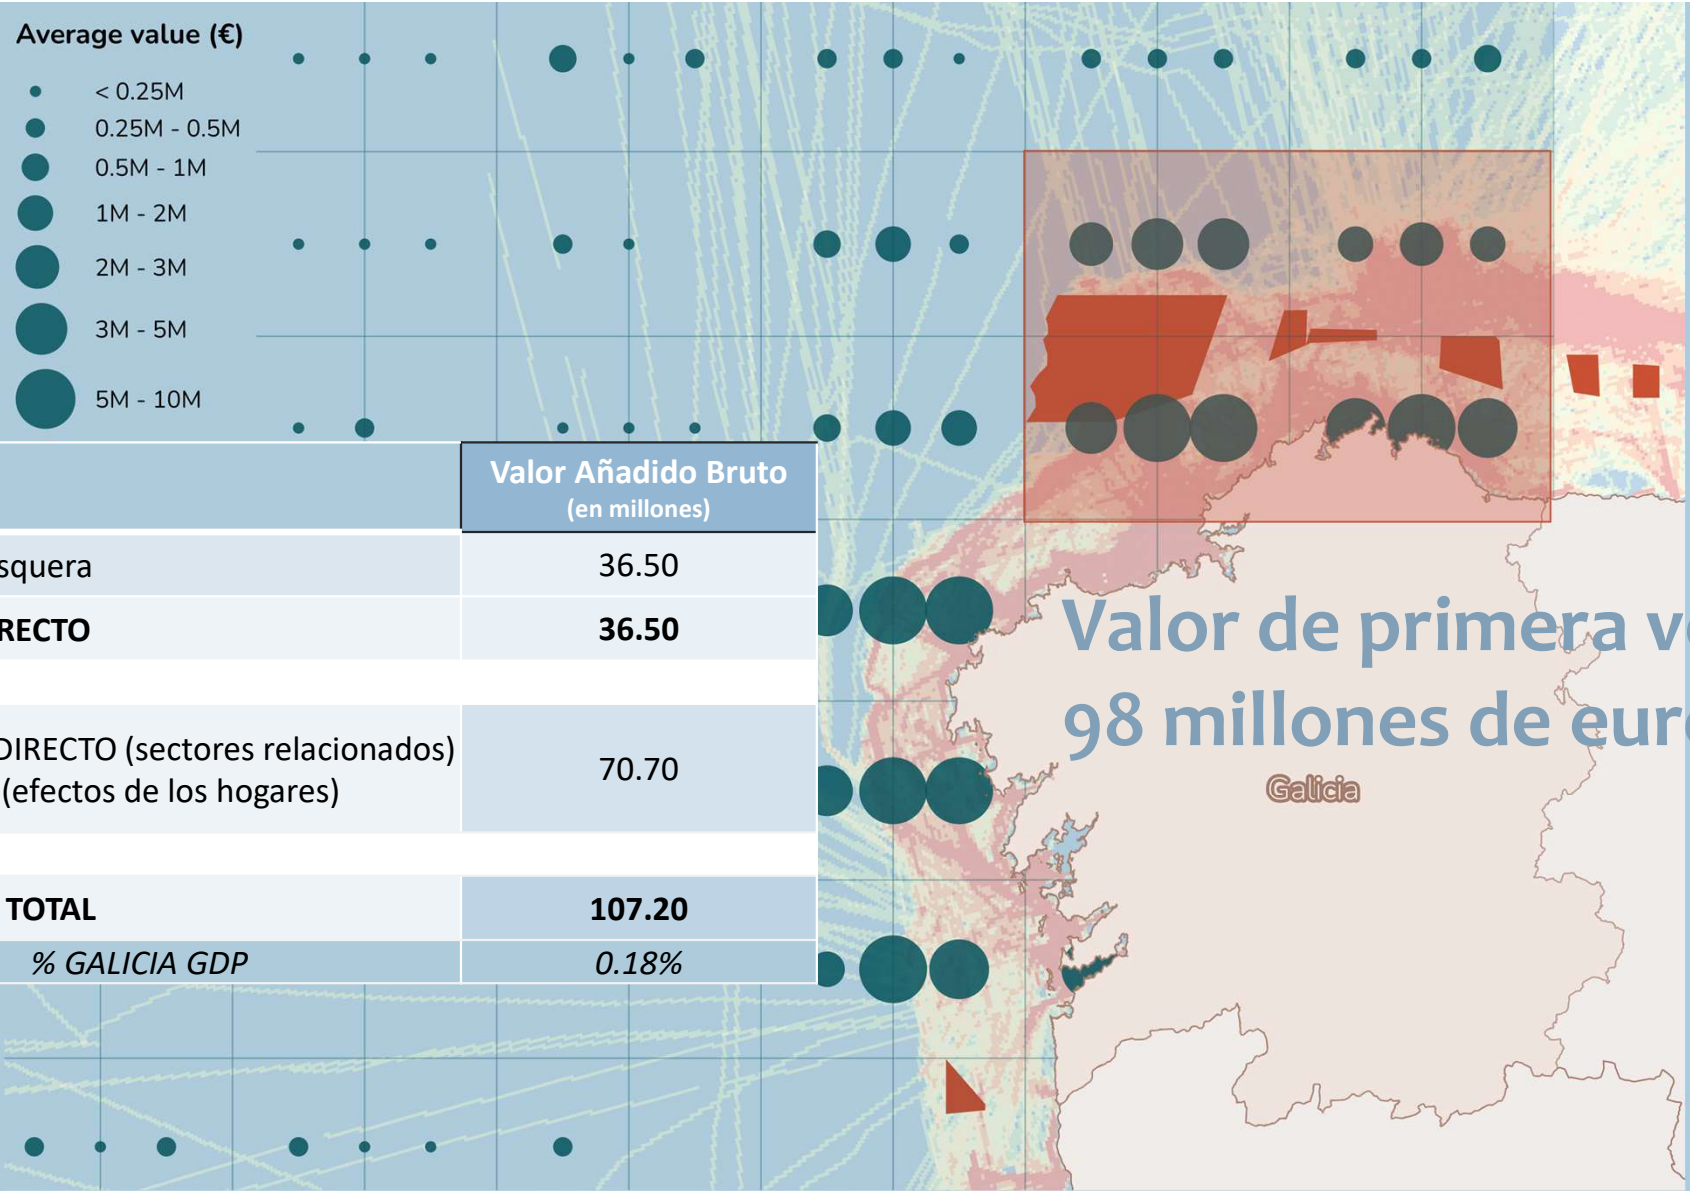 Average value (€)
< 0.25M
0.25M - 0.5M
0.5M - 1M
1M - 2M
2M - 3M
3M - 5M
5M - 10M
Valor Añadido Bruto
(en millones)
squera
36.50
RECTO
36.50
DIRECTO (sectores relacionados)
(efectos de los hogares)
70.70
TOTAL
107.20
% GALICIA GDP
0.18%
Valor de primera v
98 millones de eur
Galicia